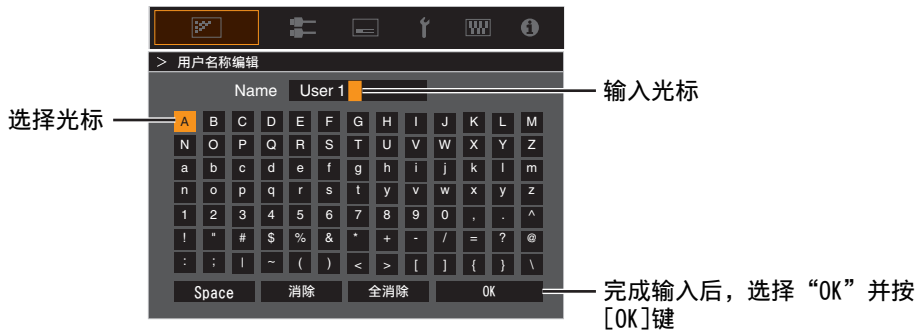 > 用户名称编辑
Name User 1
输入光标
选择光标
A B C D E F G H I J K L M
N O P Q R S T U V W X Y Z
a b c d e f g h i j k l m
n o p q r s t y v w x y z
1 2 3 4 5 6 7 8 9 0 , . ^
! " # $ % & * + - / = ? @
: ; | ~ ( ) < > [ ] { } \
Space 消除 全消除 OK
完成输入后，选择“OK”并按
[OK]键